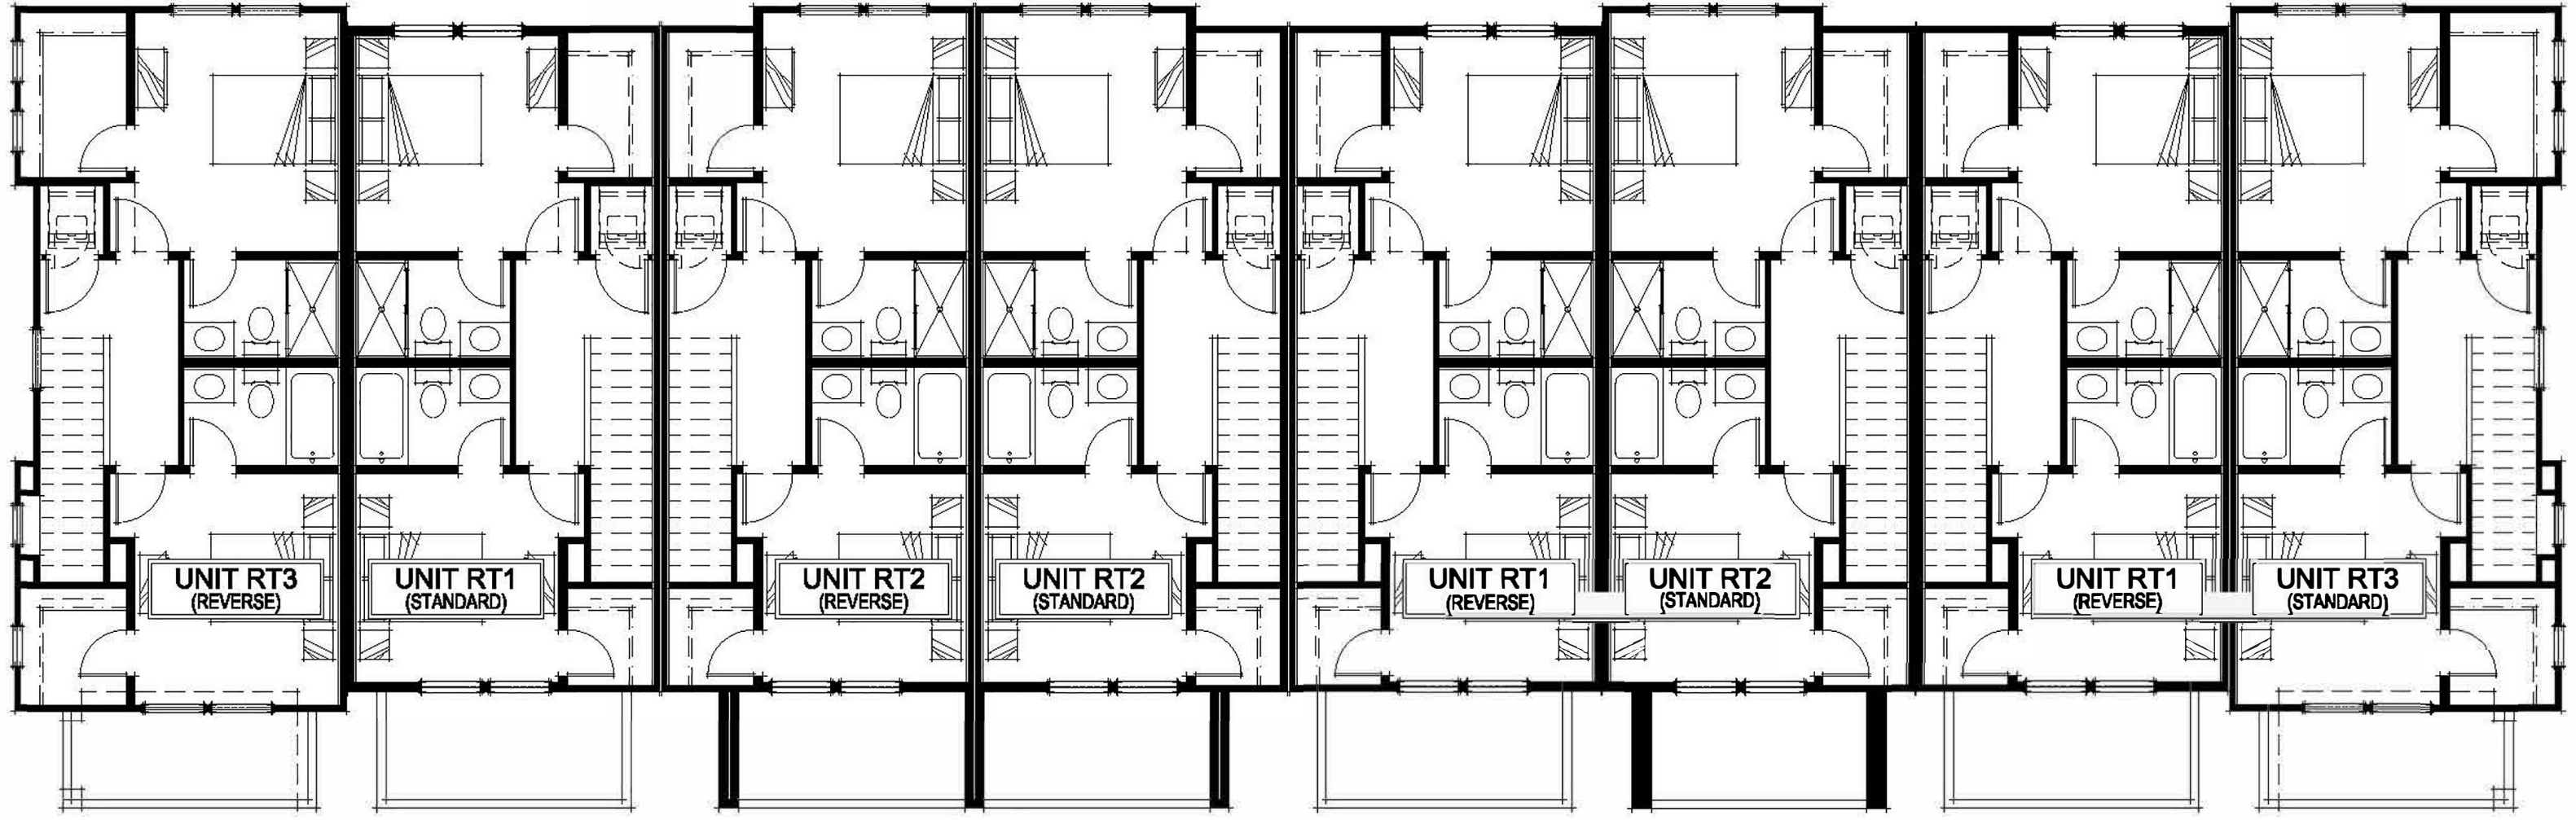 UNIT RT3
(REVERSE)
UNIT RT1
(STANDARD)
UNIT RT2
(REVERSE)
UNIT RT2
(STANDARD)
UNIT RT1
(REVERSE)
UNIT RT2
(STANDARD)
UNIT RT1
(REVERSE)
UNIT RT3
(STANDARD)